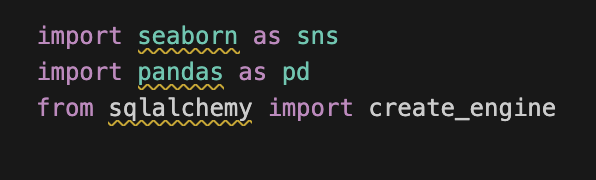 import seaborn as sns
import pandas as pd
from sqlalchemy import create_engine